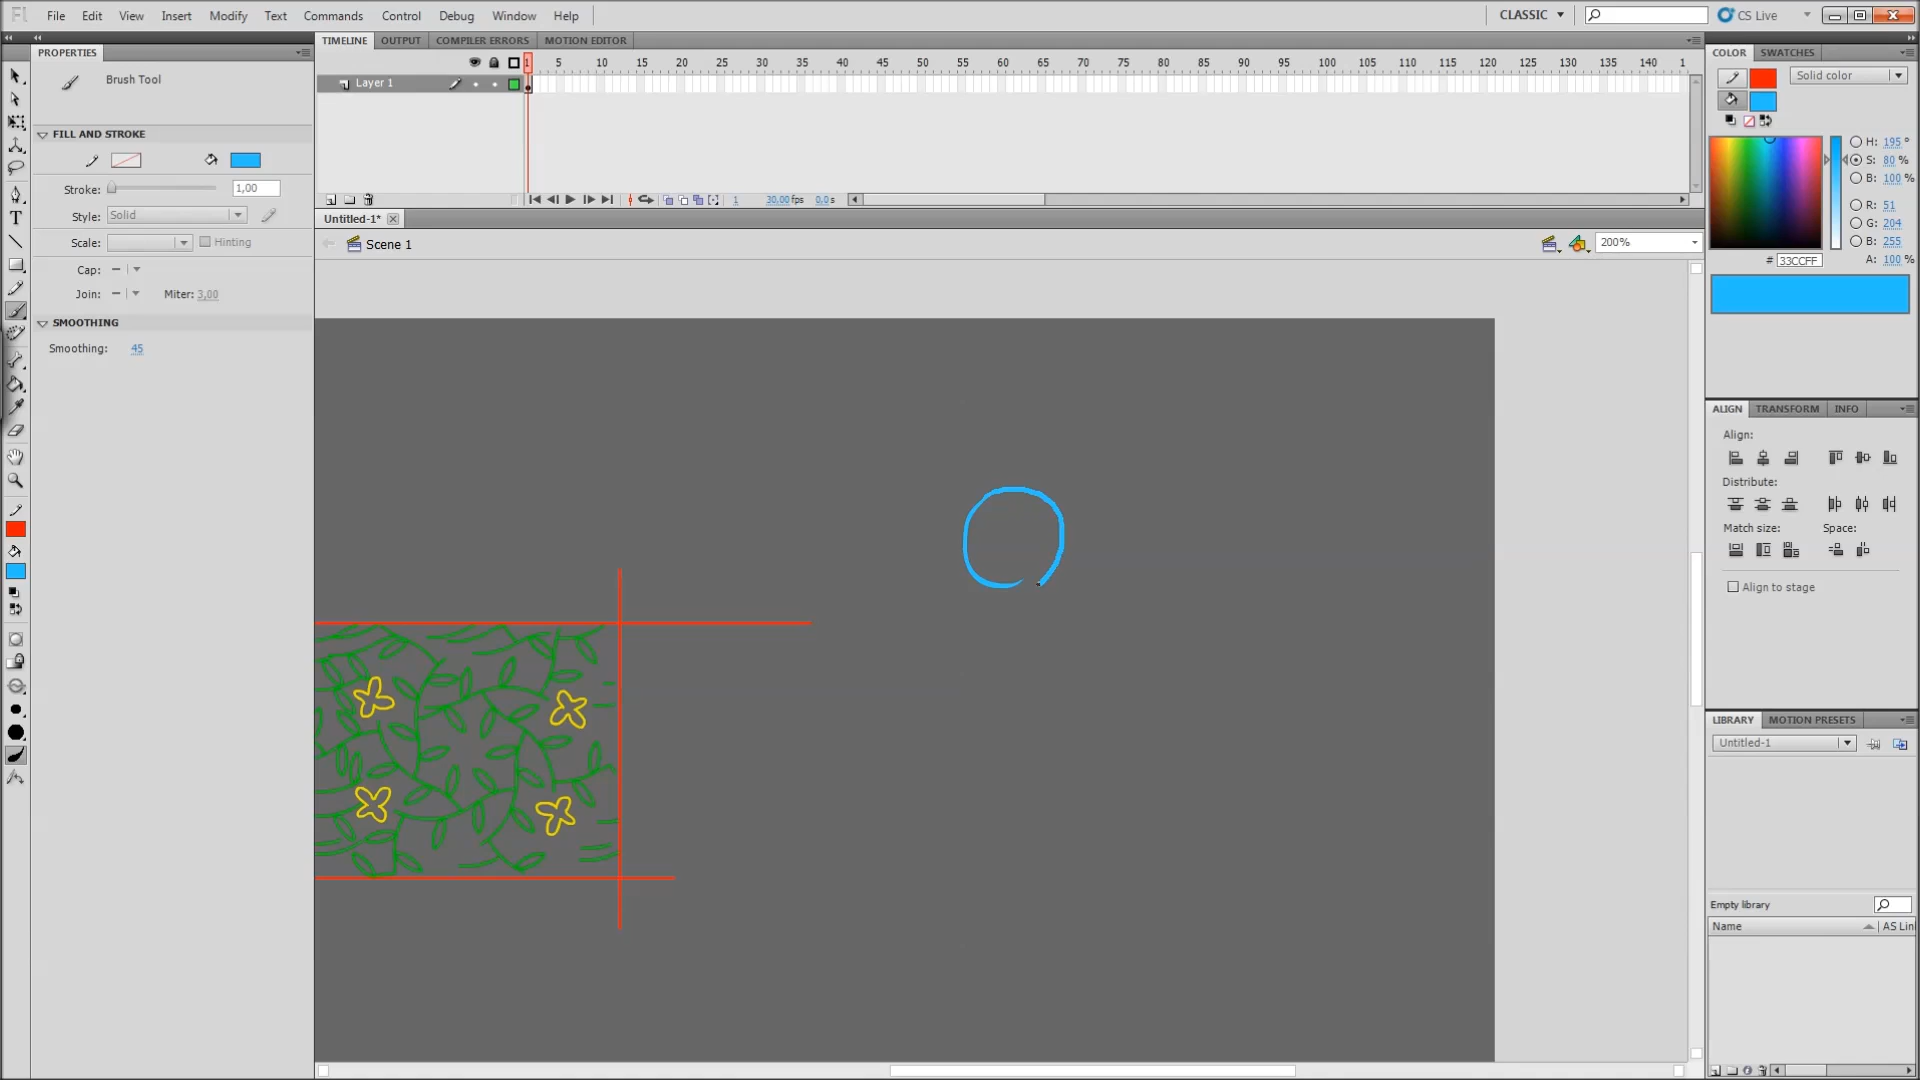 Fl File Edit View Insert Modify Text Commands Control Debug Window Help CLASSIC CS Live
PROPERTIES
Brush Tool
FILL AND STROKE
Stroke: 1,00
Style: Solid
Scale: Hinting
Cap:
Join: Miter: 3,00
SMOOTHING
Smoothing: 45
T
TIMELINE OUTPUT COMPILER ERRORS MOTION EDITOR
1 5 10 15 20 25 30 35 40 45 50 55 60 65 70 75 80 85 90 95 100 105 110 115 120 125 130 135 140 1
Layer 1
1 30,00 fps 0,0 s
Untitled-1*
Scene 1
200%
COLOR SWATCHES
Solid color
H: 195 °
S: 80 %
B: 100 %
R: 51
G: 204
B: 255
# 33CCFF A: 100 %
ALIGN TRANSFORM INFO
Align:
Distribute:
Match size: Space:
Align to stage
LIBRARY MOTION PRESETS
Untitled-1
Empty library
Name AS Lin